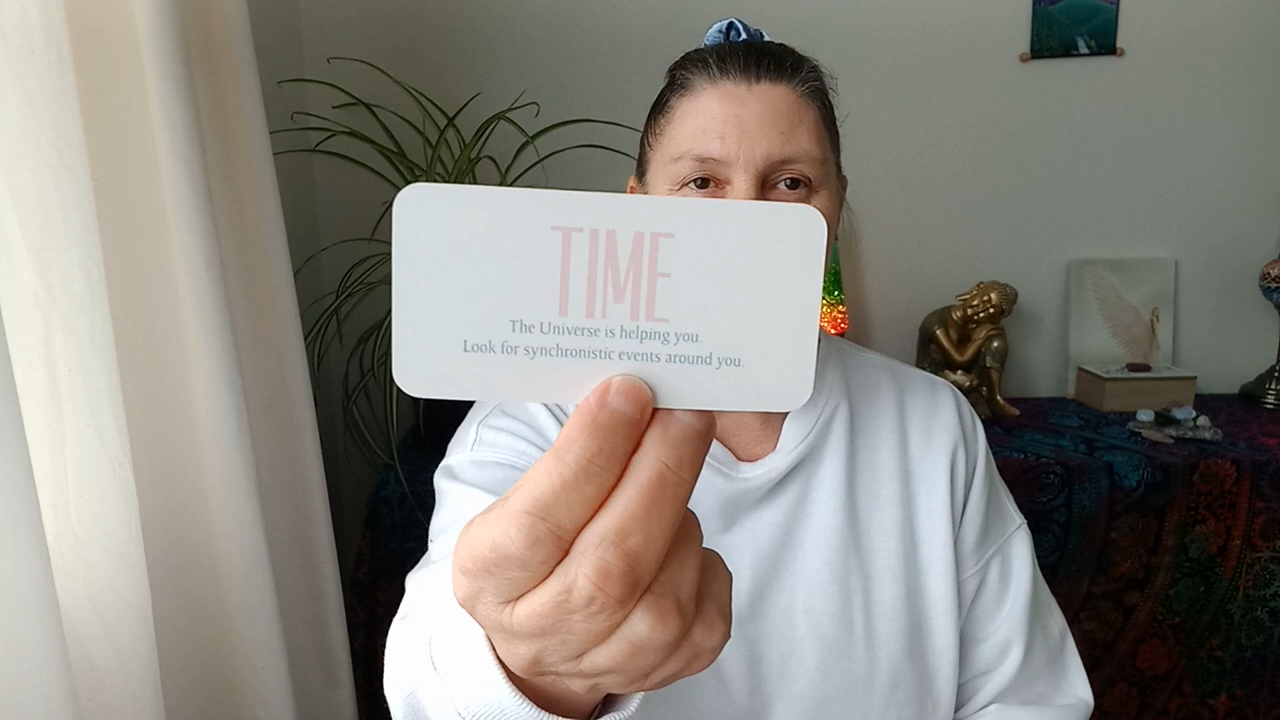 TIME
The Universe is helping you.
Look for synchronistic events around you.